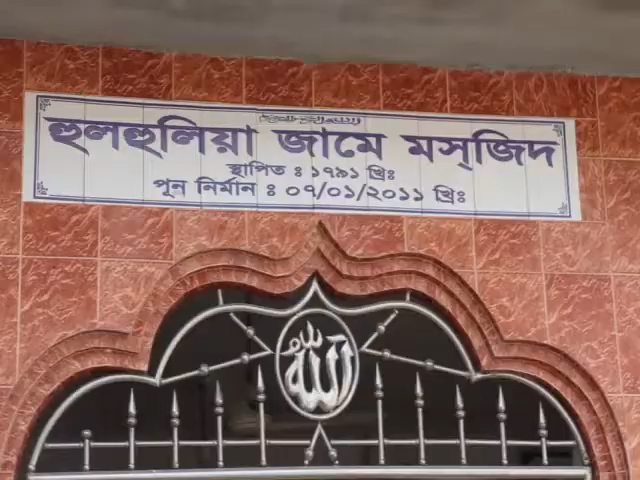 হুলহুলিয়া জামে মস্‌জিদ
স্থাপিত : ১৭৯১ খ্রিঃ
পূন নির্মান : ০৭/০১/২০১১ খ্রিঃ
الله